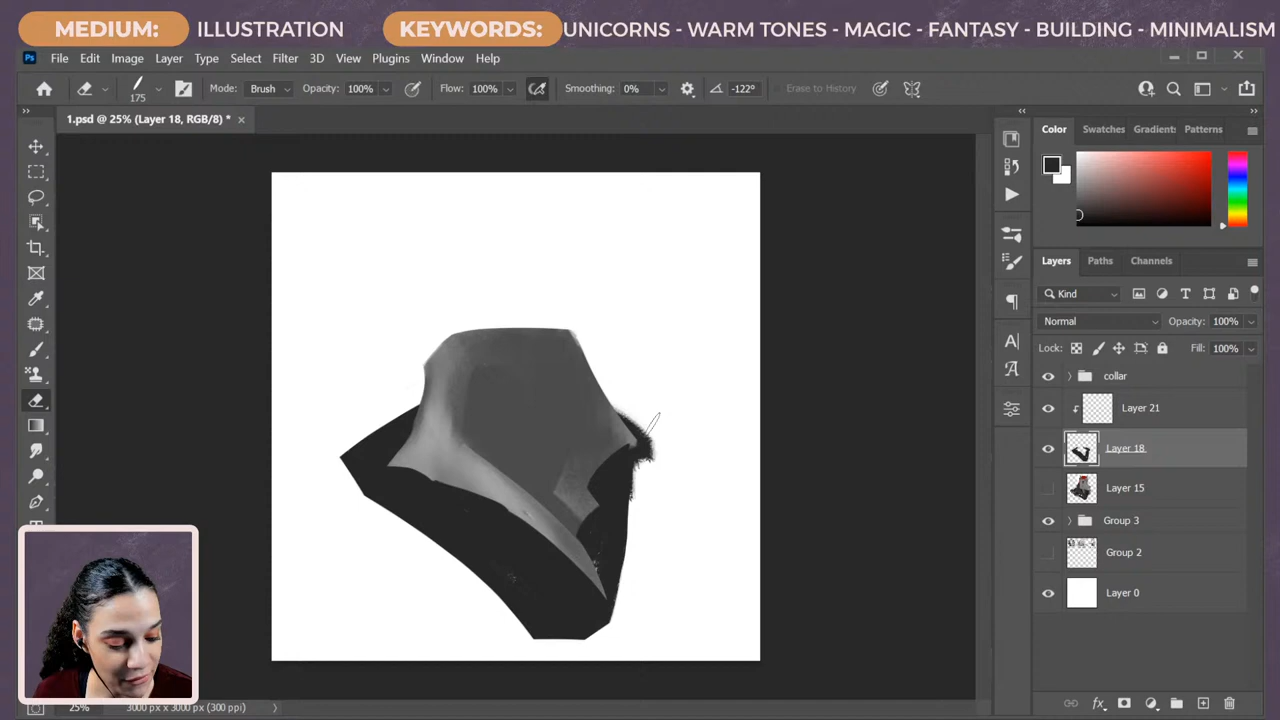 MEDIUM: ILLUSTRATION KEYWORDS: UNICORNS - WARM TONES - MAGIC - FANTASY - BUILDING - MINIMALISM
Ps File Edit Image Layer Type Select Filter 3D View Plugins Window Help
175 Mode: Brush Opacity: 100% Flow: 100% Smoothing: 0% -122° Erase to History
1.psd @ 25% (Layer 18, RGB/8) *
Color Swatches Gradients Patterns
Layers Paths Channels
Kind
Normal Opacity: 100%
Lock: Fill: 100%
collar
Layer 21
Layer 18
Layer 15
Group 3
Group 2
Layer 0
25% 3000 px x 3000 px (300 ppi)
fx